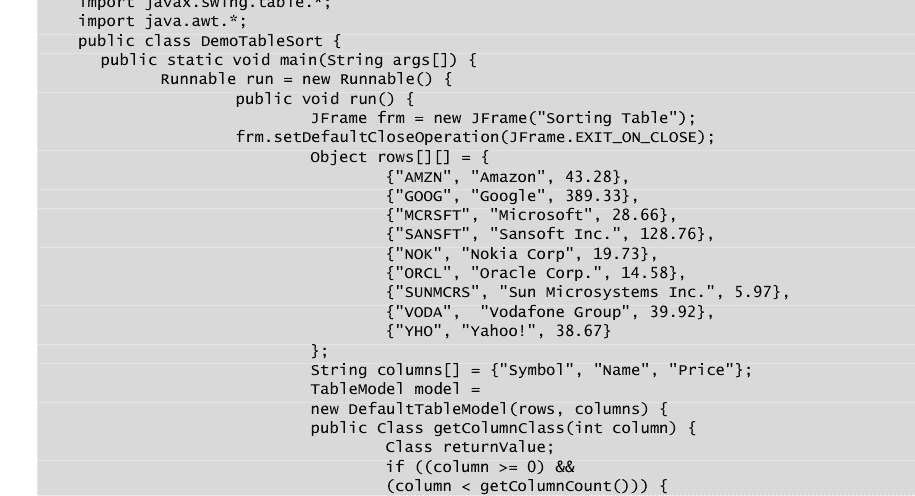 import javax.swing.table.*;
import java.awt.*;
public class DemoTableSort {
public static void main(String args[]) {
Runnable run = new Runnable() {
public void run() {
JFrame frm = new JFrame("Sorting Table");
frm.setDefaultCloseOperation(JFrame.EXIT_ON_CLOSE);
Object rows[][] = {
{"AMZN", "Amazon", 43.28},
{"GOOG", "Google", 389.33},
{"MCRSFT", "Microsoft", 28.66},
{"SANSFT", "Sansoft Inc.", 128.76},
{"NOK", "Nokia Corp", 19.73},
{"ORCL", "Oracle Corp.", 14.58},
{"SUNMCRS", "Sun Microsystems Inc.", 5.97},
{"VODA",  "Vodafone Group", 39.92},
{"YHO", "Yahoo!", 38.67}
};
String columns[] = {"Symbol", "Name", "Price"};
TableModel model =
new DefaultTableModel(rows, columns) {
public Class getColumnClass(int column) {
Class returnValue;
if ((column >= 0) &&
(column < getColumnCount())) {